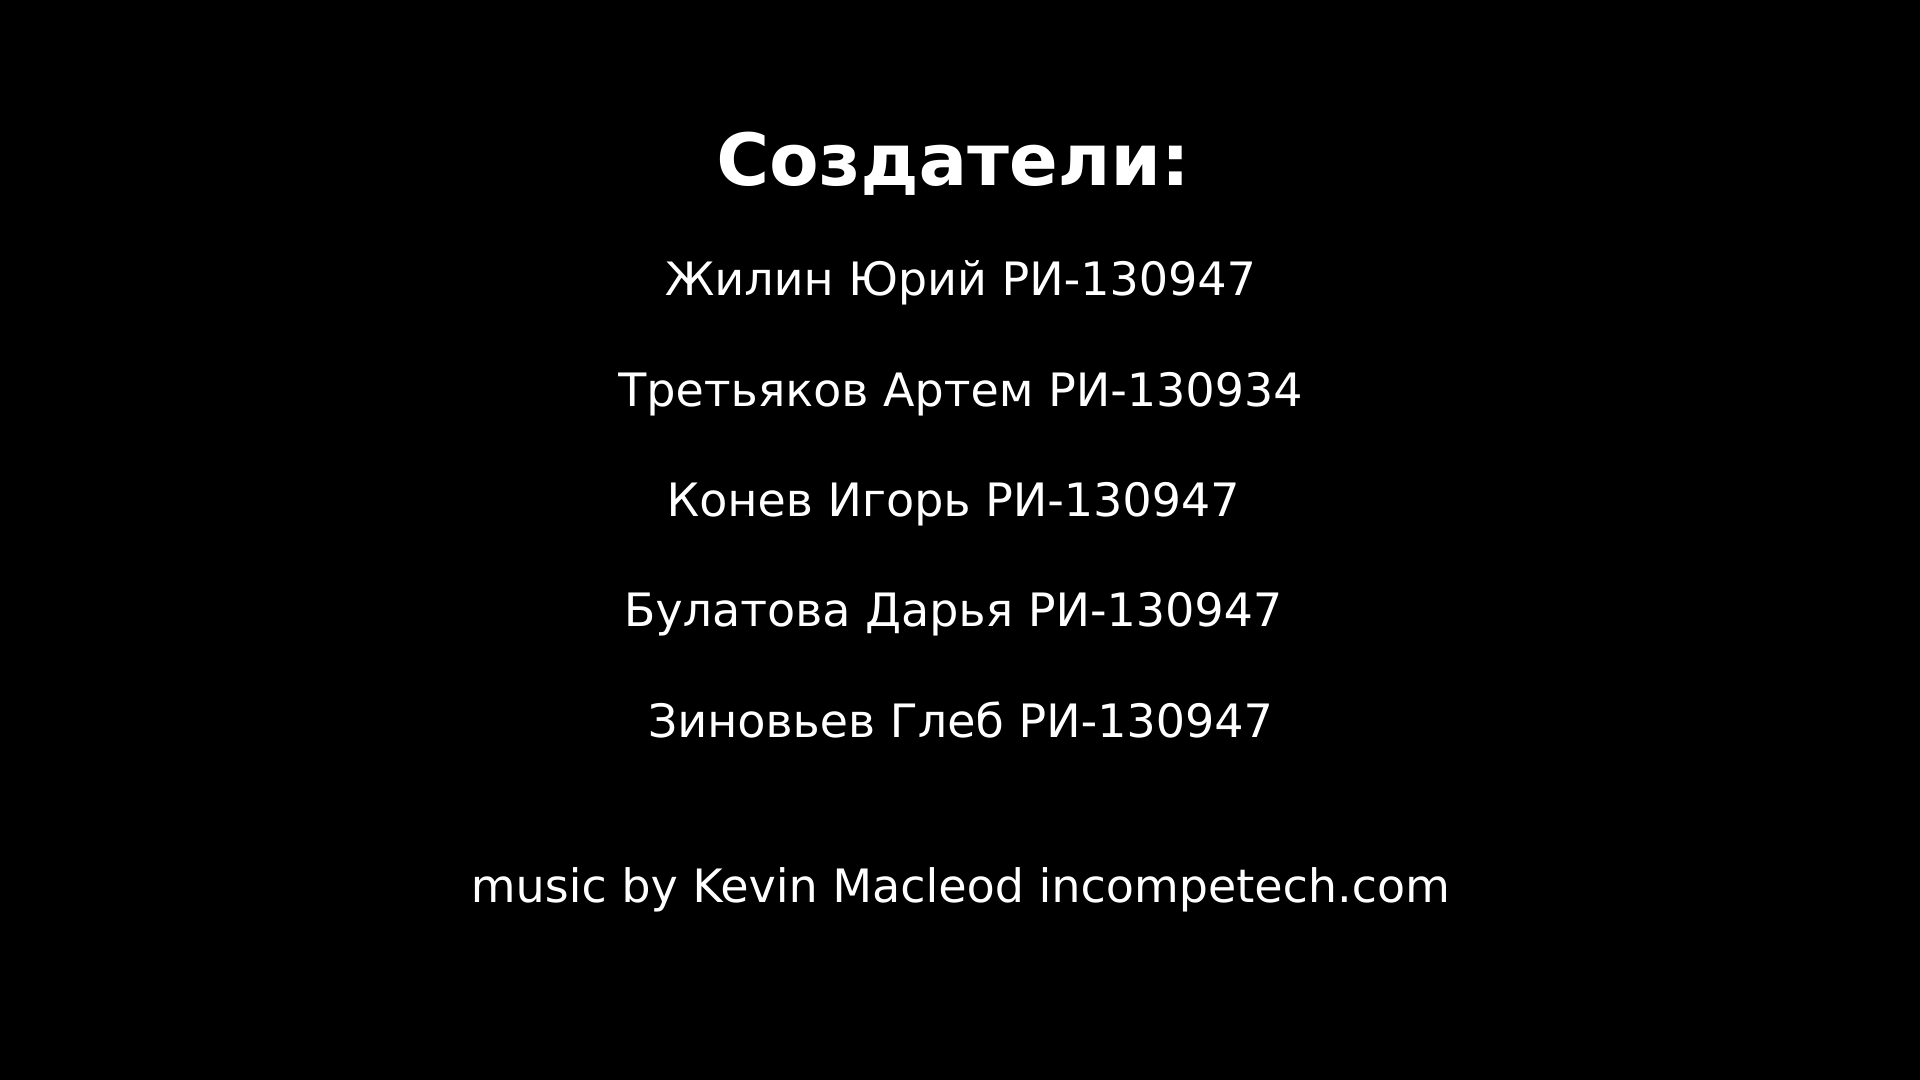 Создатели:
Жилин Юрий РИ-130947
Третьяков Артем РИ-130934
Конев Игорь РИ-130947
Булатова Дарья РИ-130947
Зиновьев Глеб РИ-130947
music by Kevin Macleod incompetech.com